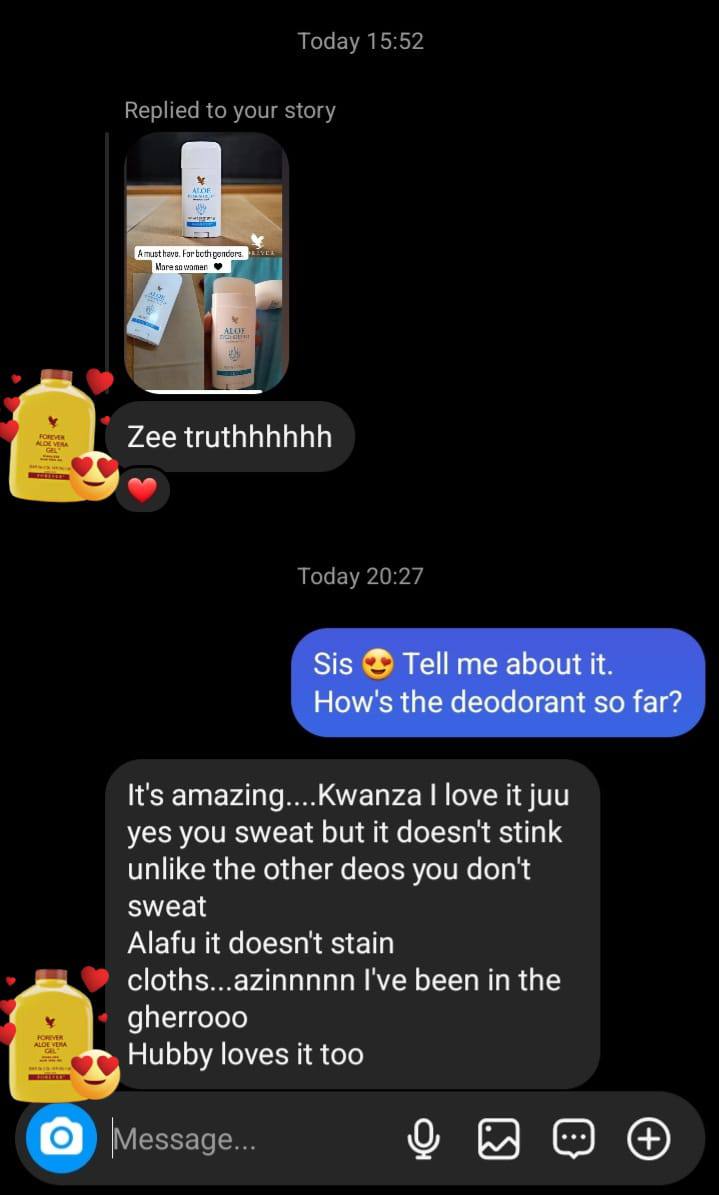 Today 15:52
Replied to your story
ALOE
A must have. For both genders.
More so women 🖤
ALOE
ALOE
Zee truthhhhhh
❤️
FOREVER
ALOE VERA
GEL
FOREVER
Today 20:27
Sis 😍 Tell me about it.
How's the deodorant so far?
It's amazing....Kwanza I love it juu
yes you sweat but it doesn't stink
unlike the other deos you don't
sweat
Alafu it doesn't stain
cloths...azinnnnn I've been in the
gherrooo
Hubby loves it too
FOREVER
ALOE VERA
GEL
FOREVER
Message...